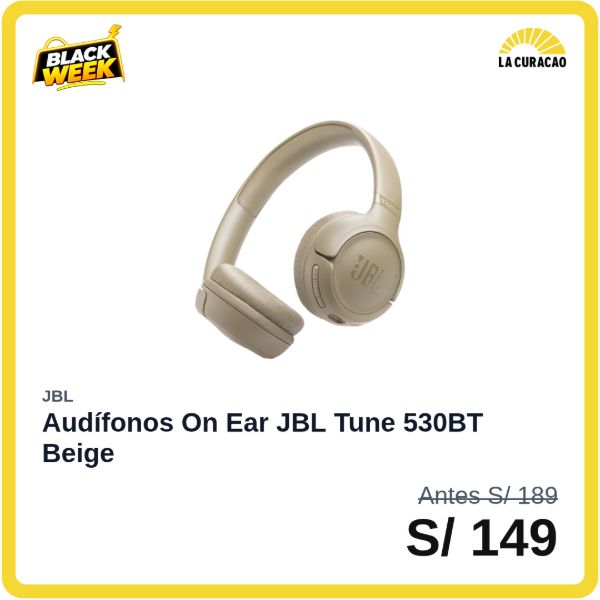 BLACK
WEEK
LA CURACAO
JBL
JBL
Audífonos On Ear JBL Tune 530BT
Beige
Antes S/ 189
S/ 149